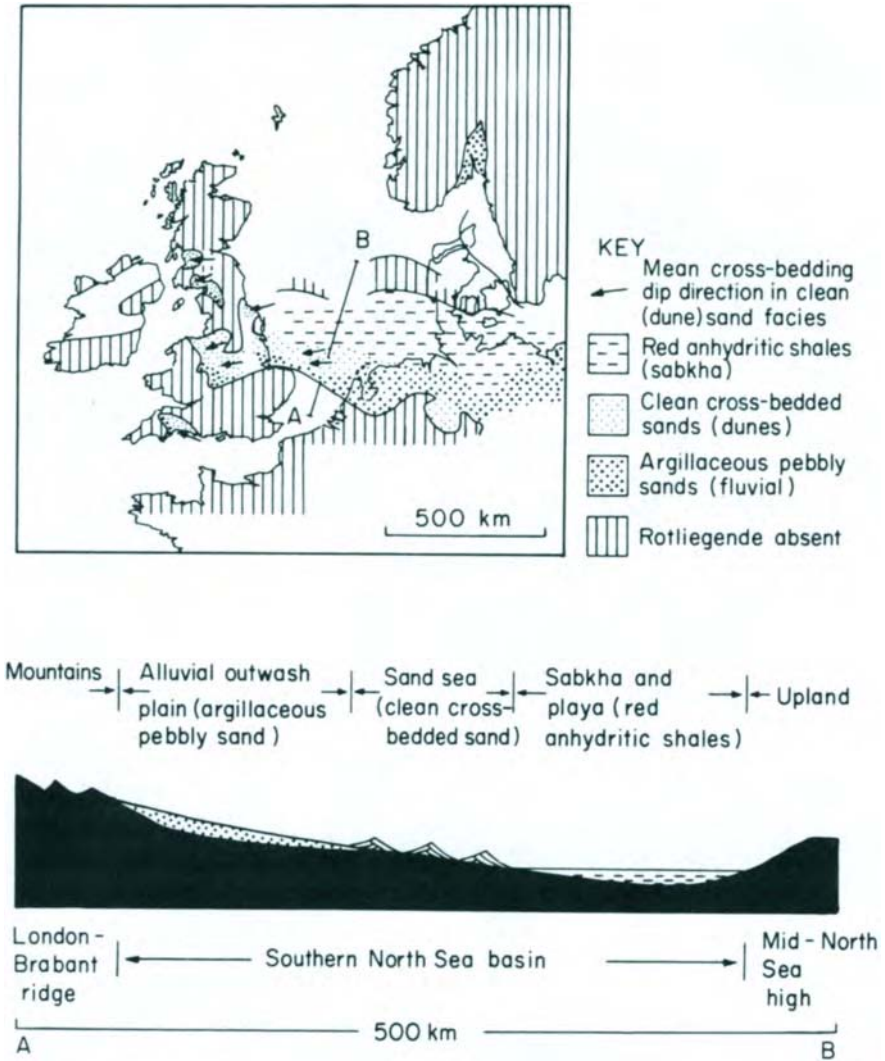 B
A
500 km
KEY
Mean cross-bedding
dip direction in clean
(dune) sand facies
Red anhydritic shales
(sabkha)
Clean cross-bedded
sands (dunes)
Argillaceous pebbly
sands (fluvial)
Rotliegende absent
Mountains
Alluvial outwash
plain (argillaceous
pebbly sand)
Sand sea
(clean cross-
bedded sand)
Sabkha and
playa (red
anhydritic shales)
Upland
London-
Brabant
ridge
Southern North Sea basin
Mid-North
Sea
high
500 km
A
B